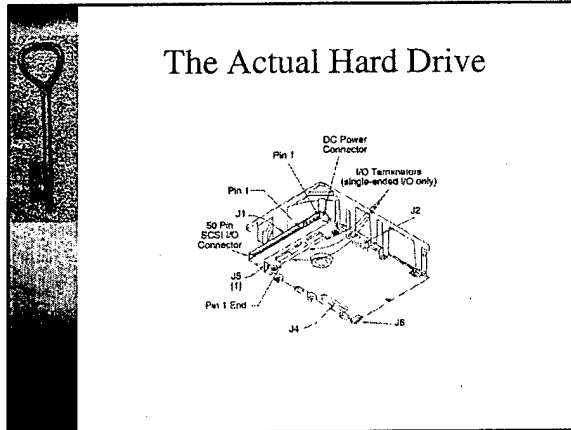 The Actual Hard Drive
DC Power
Connector
Pin 1
I/O Terminators
(single-ended I/O only)
Pin 1
J1
J2
50 Pin
SCSI I/O
Connector
J5
(1)
Pin 1 End
J4
J6